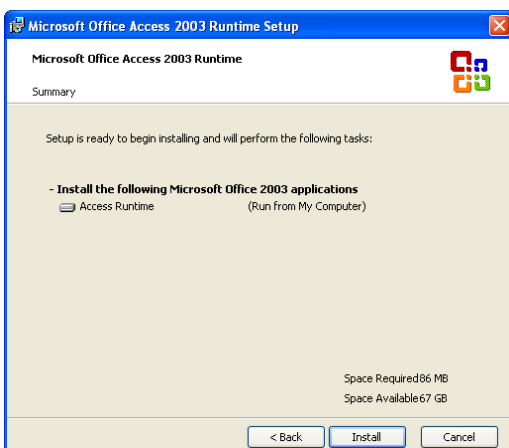 Microsoft Office Access 2003 Runtime Setup
Microsoft Office Access 2003 Runtime
Summary
Setup is ready to begin installing and will perform the following tasks:
- Install the following Microsoft Office 2003 applications
Access Runtime (Run from My Computer)
Space Required86 MB
Space Available67 GB
< Back Install Cancel